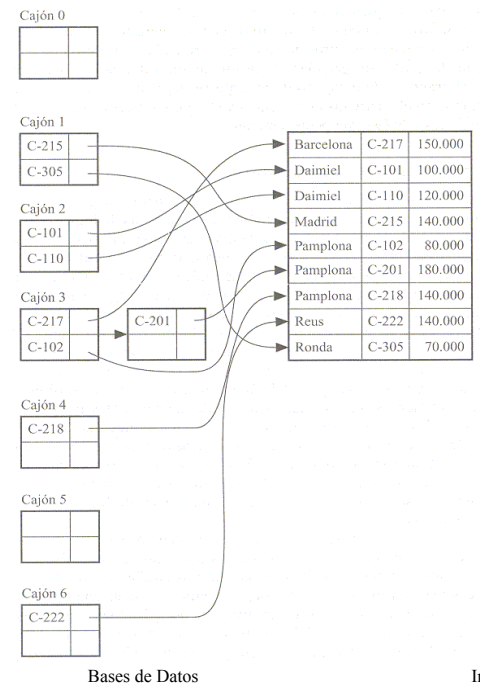 Cajón 0
Cajón 1
C-215
C-305
Cajón 2
C-101
C-110
Cajón 3
C-217
C-102
C-201
Cajón 4
C-218
Cajón 5
Cajón 6
C-222
Barcelona C-217 150.000
Daimiel C-101 100.000
Daimiel C-110 120.000
Madrid C-215 140.000
Pamplona C-102 80.000
Pamplona C-201 180.000
Pamplona C-218 140.000
Reus C-222 140.000
Ronda C-305 70.000
Bases de Datos